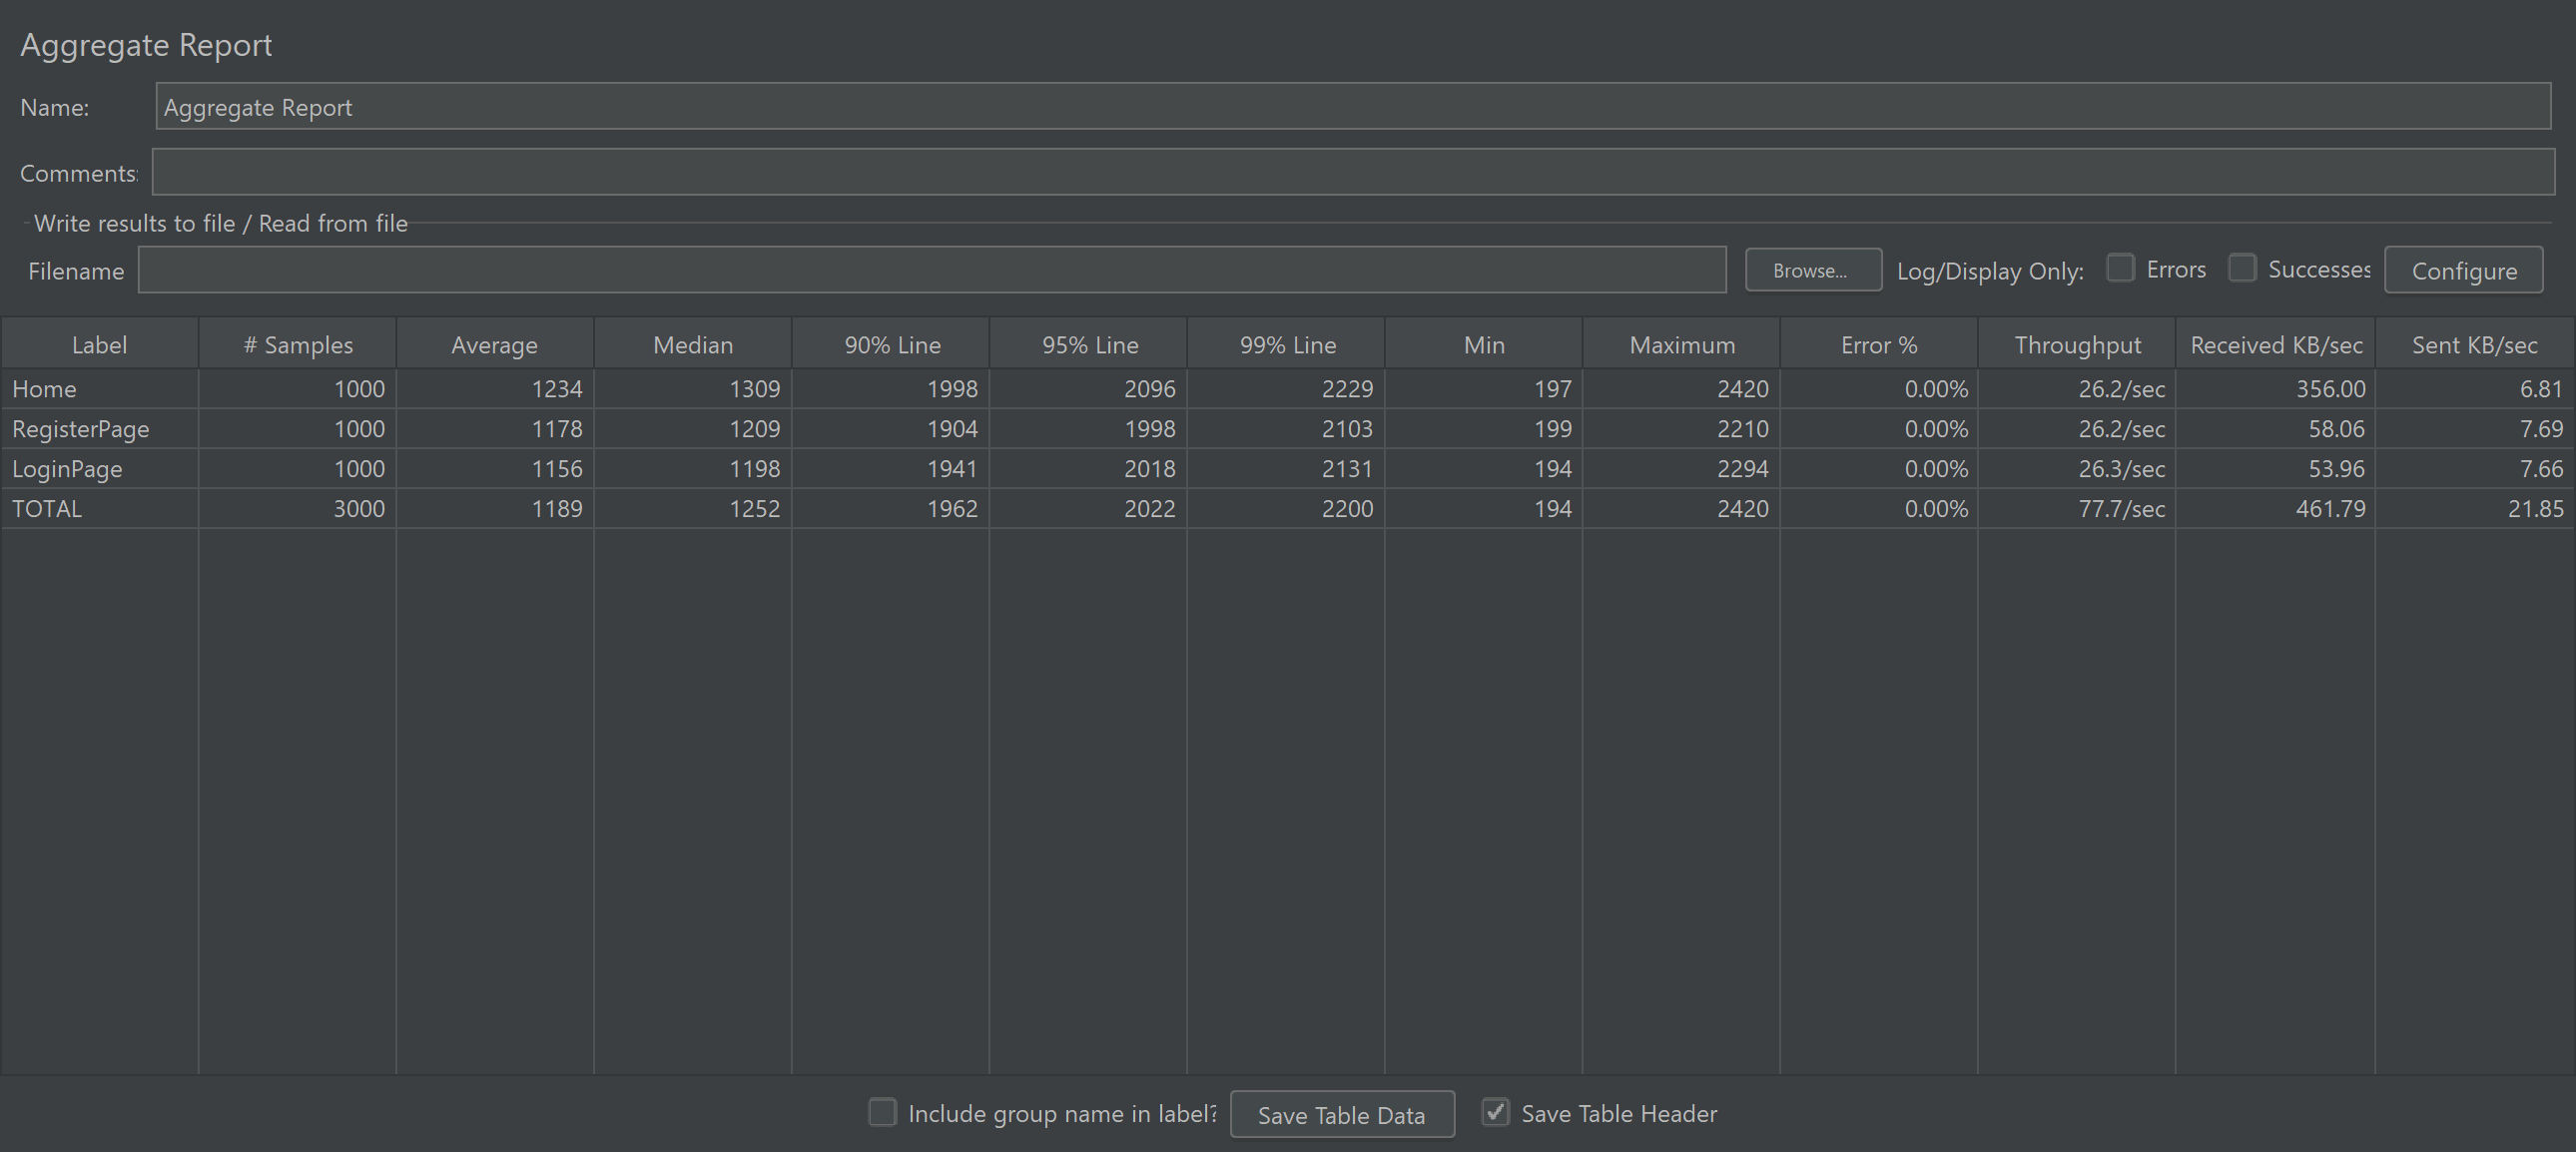 Aggregate Report
Name: Aggregate Report
Comments:
Write results to file / Read from file
Filename Browse... Log/Display Only: Errors Successes Configure
Label # Samples Average Median 90% Line 95% Line 99% Line Min Maximum Error % Throughput Received KB/sec Sent KB/sec
Home 1000 1234 1309 1998 2096 2229 197 2420 0.00% 26.2/sec 356.00 6.81
RegisterPage 1000 1178 1209 1904 1998 2103 199 2210 0.00% 26.2/sec 58.06 7.69
LoginPage 1000 1156 1198 1941 2018 2131 194 2294 0.00% 26.3/sec 53.96 7.66
TOTAL 3000 1189 1252 1962 2022 2200 194 2420 0.00% 77.7/sec 461.79 21.85
Include group name in label? Save Table Data Save Table Header